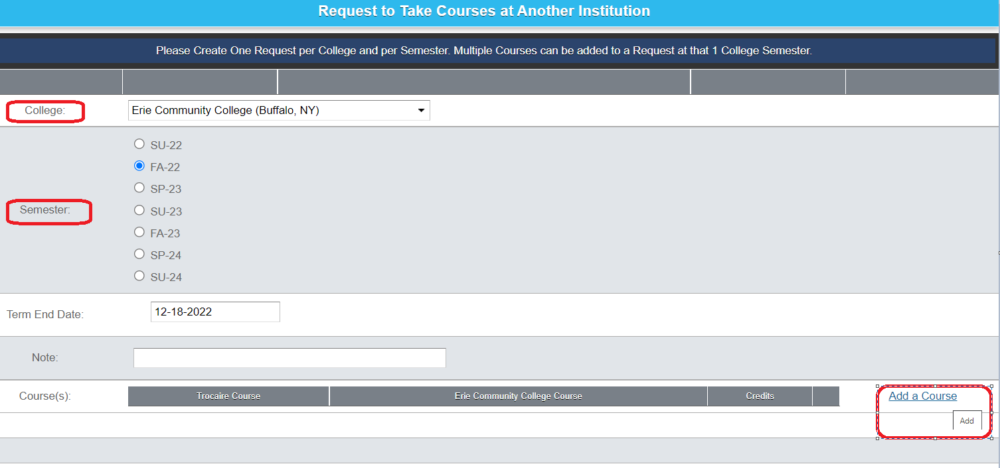 Request to Take Courses at Another Institution
Please Create One Request per College and per Semester. Multiple Courses can be added to a Request at that 1 College Semester.
College: Erie Community College (Buffalo, NY)
SU-22
FA-22
SP-23
Semester:
SU-23
FA-23
SP-24
SU-24
Term End Date: 12-18-2022
Note:
Course(s): Trocaire Course Erie Community College Course Credits Add a Course
Add